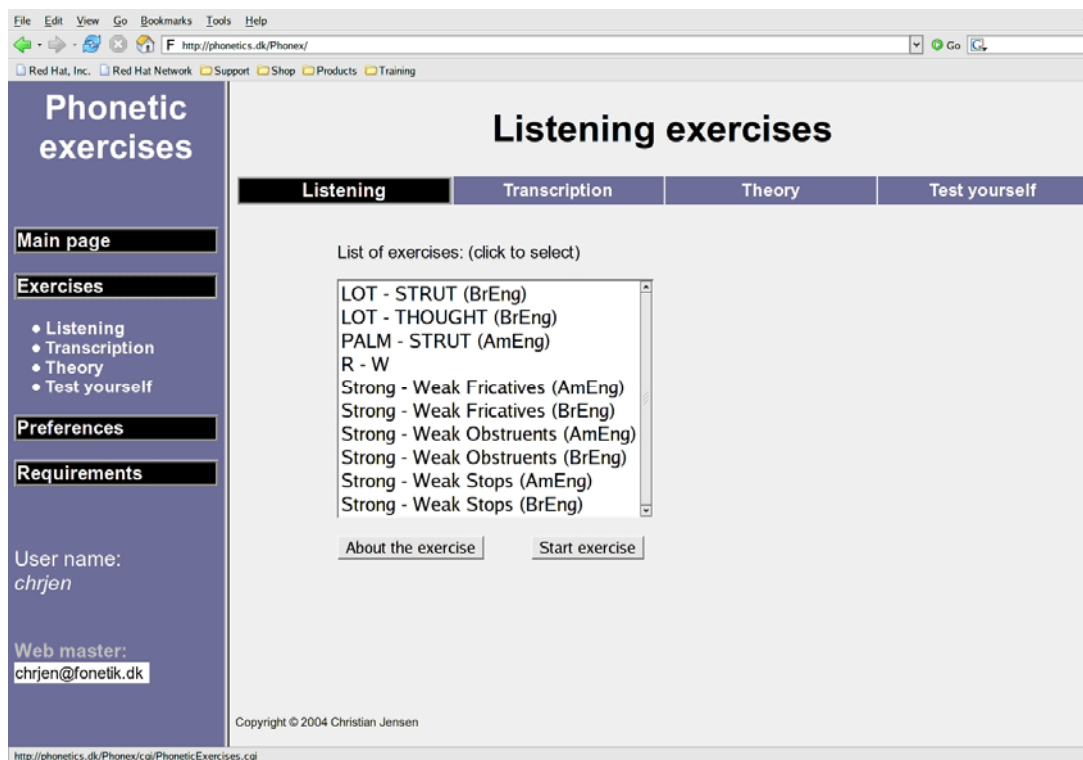 File Edit View Go Bookmarks Tools Help
F http://phonetics.dk/Phonex/ Go G
Red Hat, Inc. Red Hat Network Support Shop Products Training
Phonetic
exercises
Main page
Exercises
• Listening
• Transcription
• Theory
• Test yourself
Preferences
Requirements
User name:
chrjen
Web master:
chrjen@fonetik.dk
Listening exercises
Listening Transcription Theory Test yourself
List of exercises: (click to select)
LOT - STRUT (BrEng)
LOT - THOUGHT (BrEng)
PALM - STRUT (AmEng)
R - W
Strong - Weak Fricatives (AmEng)
Strong - Weak Fricatives (BrEng)
Strong - Weak Obstruents (AmEng)
Strong - Weak Obstruents (BrEng)
Strong - Weak Stops (AmEng)
Strong - Weak Stops (BrEng)
About the exercise Start exercise
Copyright © 2004 Christian Jensen
http://phonetics.dk/Phonex/cgi/PhoneticExercises.cgi